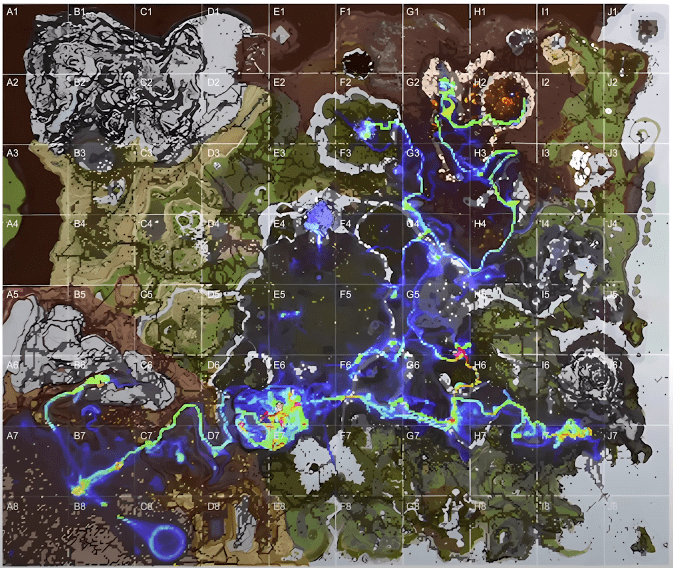 A1 B1 C1 D1 E1 F1 G1 H1 I1 J1
A2 B2 C2 D2 E2 F2 G2 H2 I2 J2
A3 B3 C3 D3 E3 F3 G3 H3 I3 J3
A4 B4 C4 D4 E4 F4 G4 H4 I4 J4
A5 B5 C5 D5 E5 F5 G5 H5 I5 J5
A6 B6 C6 D6 E6 F6 G6 H6 I6
A7 B7 C7 D7 F7 G7 H7 J7
A8 B8 C8 D8 E8 F8 G8 H8 I8